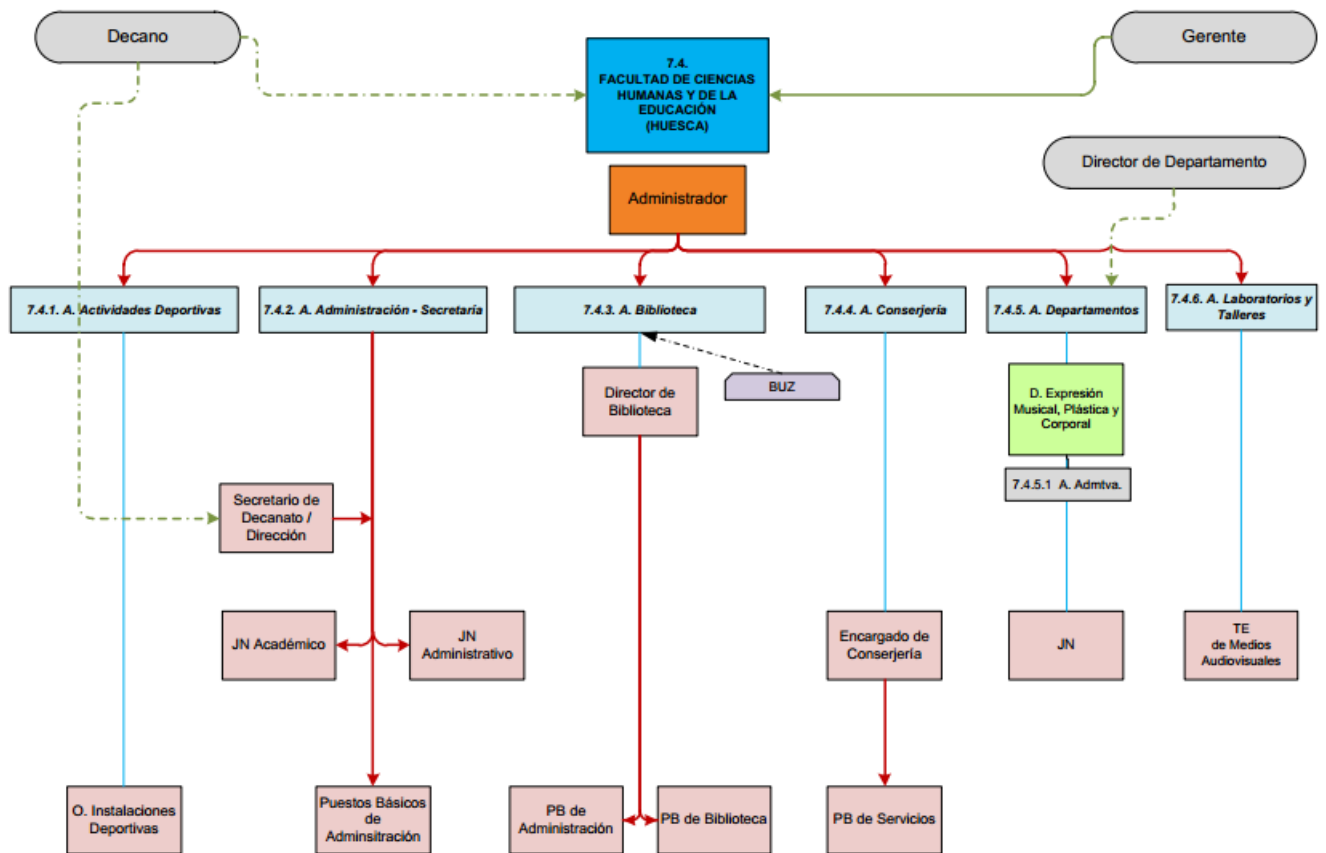 Decano
Gerente
7.4.
FACULTAD DE CIENCIAS
HUMANAS Y DE LA
EDUCACIÓN
(HUESCA)
Director de Departamento
Administrador
7.4.1. A. Actividades Deportivas
7.4.2. A. Administración - Secretaría
7.4.3. A. Biblioteca
7.4.4. A. Conserjería
7.4.5. A. Departamentos
7.4.6. A. Laboratorios y
Talleres
Director de
Biblioteca
BUZ
D. Expresión
Musical, Plástica y
Corporal
7.4.5.1 A. Admtva.
Secretario de
Decanato /
Dirección
JN Académico
JN
Administrativo
Encargado de
Conserjería
JN
TE
de Medios
Audiovisuales
O. Instalaciones
Deportivas
Puestos Básicos
de
Adminsitración
PB de
Administración
PB de Biblioteca
PB de Servicios